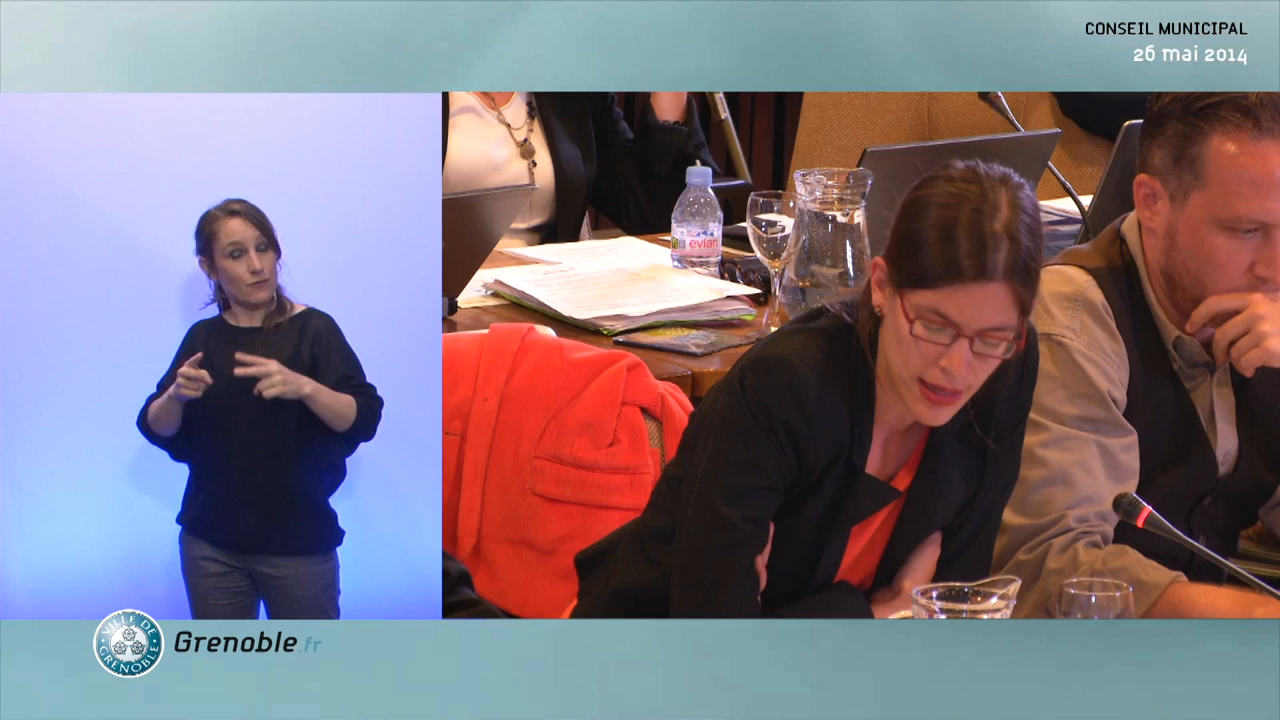 CONSEIL MUNICIPAL
26 mai 2014
evian
VILLE DE
GRENOBLE
Grenoble.fr